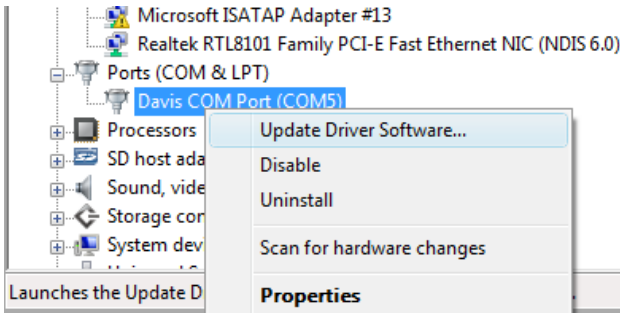 Microsoft ISATAP Adapter #13
Realtek RTL8101 Family PCI-E Fast Ethernet NIC (NDIS 6.0)
Ports (COM & LPT)
Davis COM Port (COM5)
Processors
Update Driver Software...
SD host ada
Disable
Sound, vide
Uninstall
Storage con
System dev
Scan for hardware changes
Launches the Update D
Properties